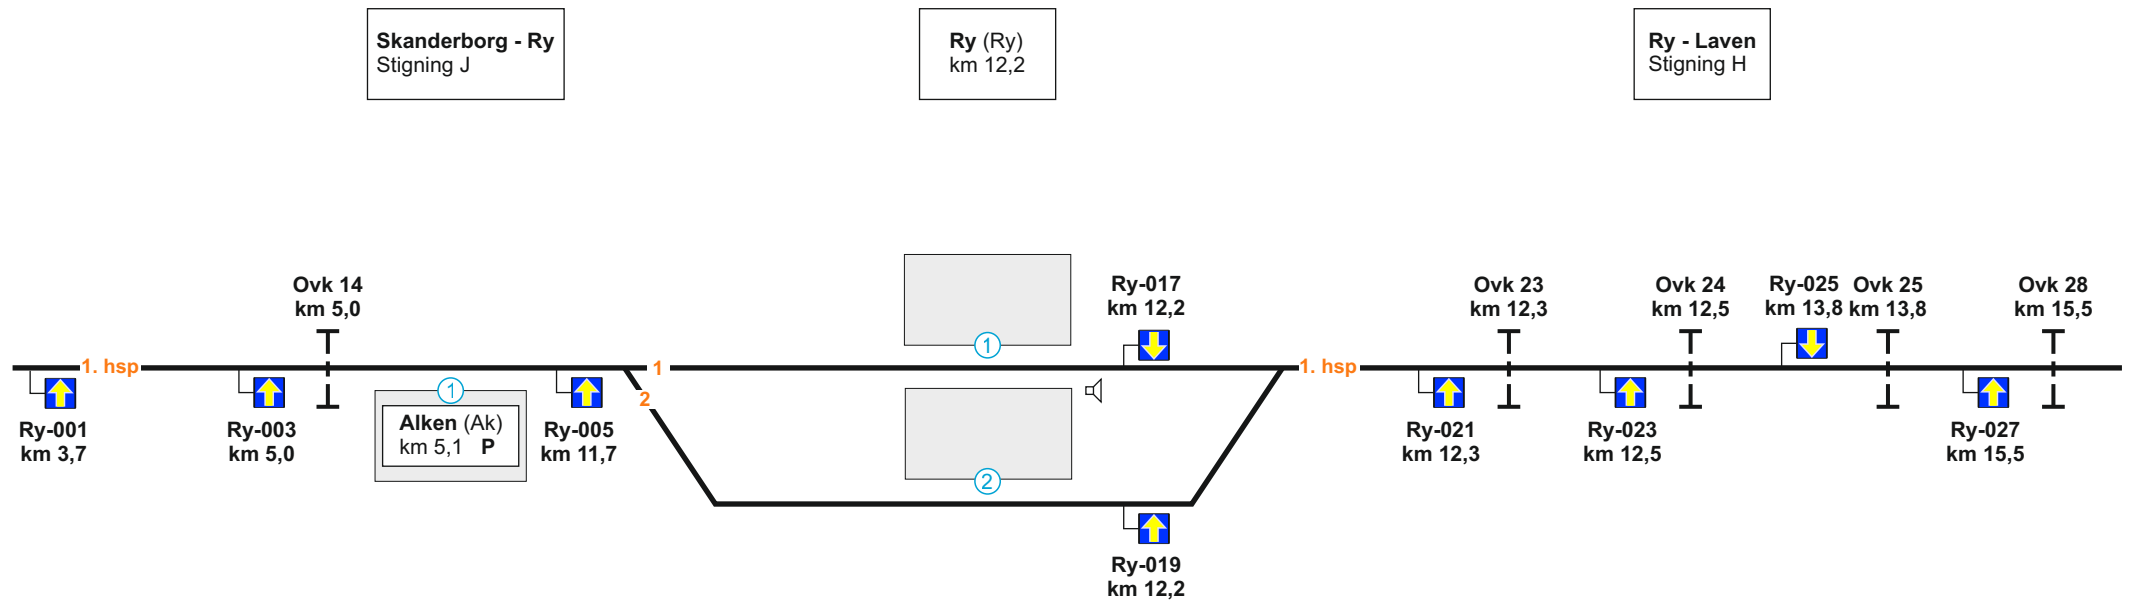 Skanderborg - Ry
Stigning J
Ry (Ry)
km 12,2
Ry - Laven
Stigning H
Ovk 14
km 5,0
Ry-017
km 12,2
Ovk 23
km 12,3
Ovk 24
km 12,5
Ry-025
km 13,8
Ovk 25
km 13,8
Ovk 28
km 15,5
1. hsp
1
2
1
1
1. hsp
Ry-001
km 3,7
Ry-003
km 5,0
Alken (Ak)
km 5,1 P
Ry-005
km 11,7
2
Ry-021
km 12,3
Ry-023
km 12,5
Ry-027
km 15,5
Ry-019
km 12,2